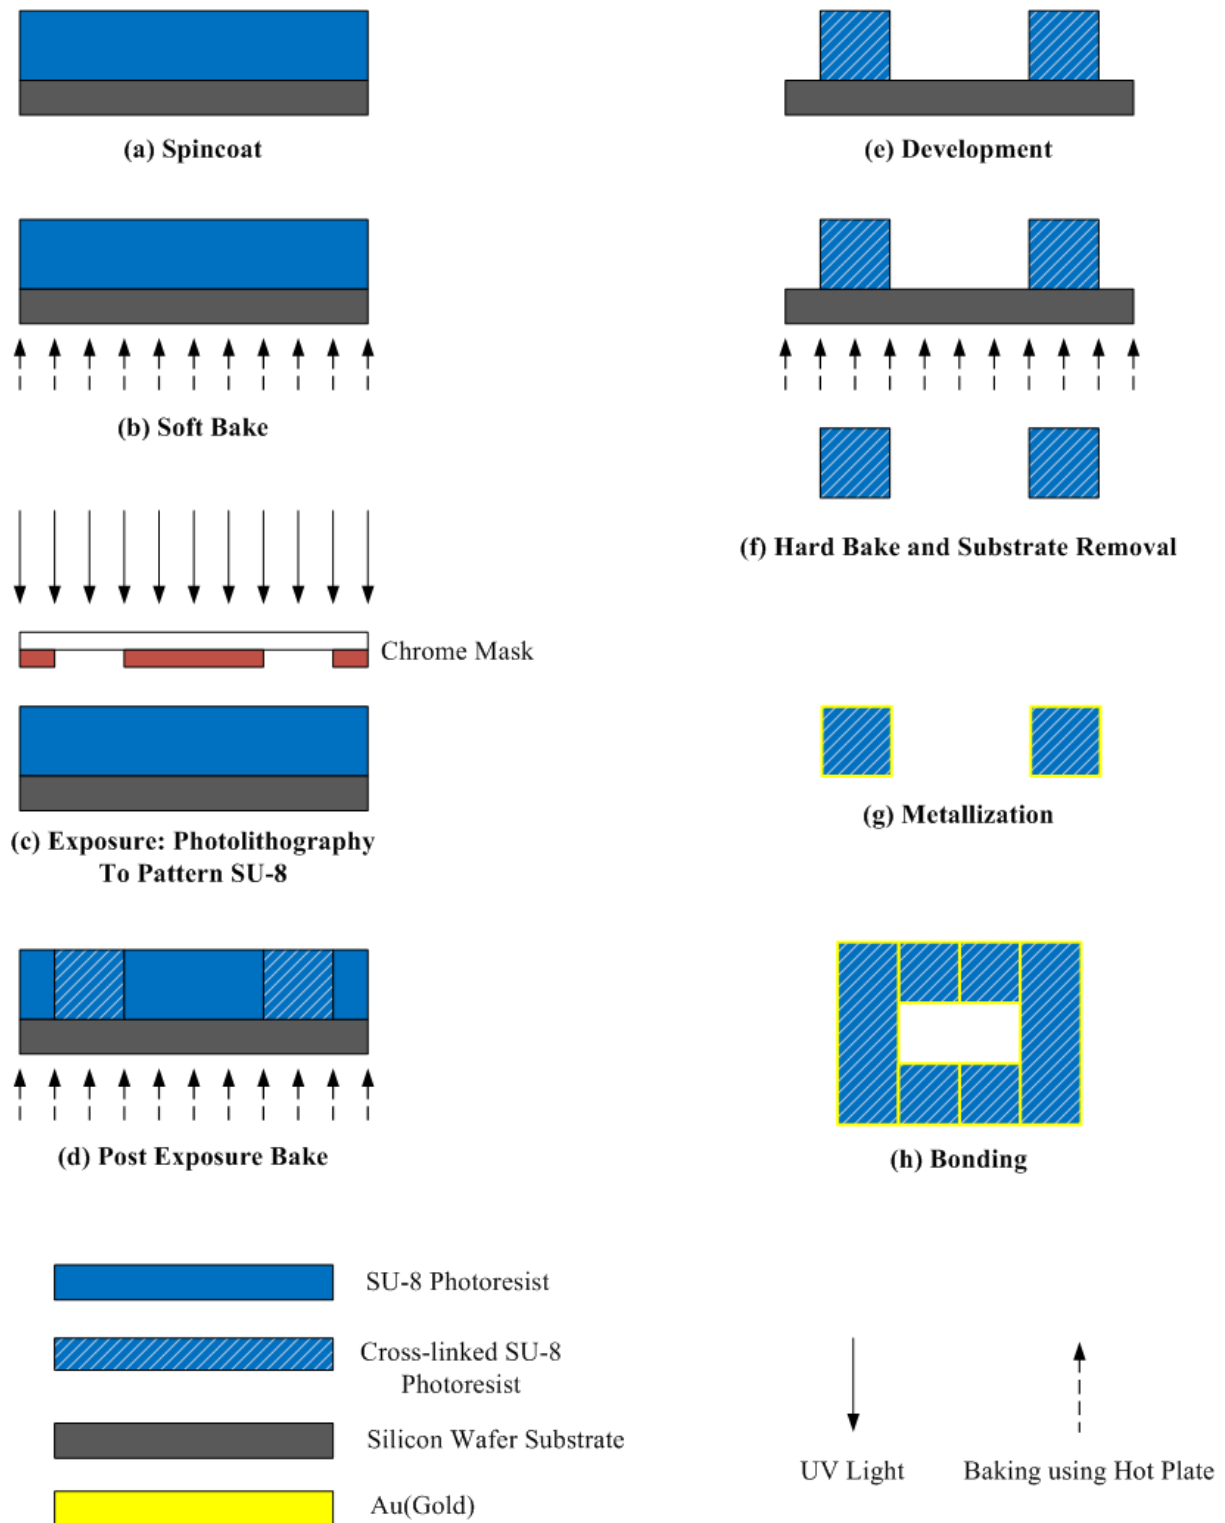 (a) Spincoat
(b) Soft Bake
Chrome Mask
(c) Exposure: Photolithography
To Pattern SU-8
(d) Post Exposure Bake
(e) Development
(f) Hard Bake and Substrate Removal
(g) Metallization
(h) Bonding
SU-8 Photoresist
Cross-linked SU-8
Photoresist
Silicon Wafer Substrate
Au(Gold)
UV Light
Baking using Hot Plate